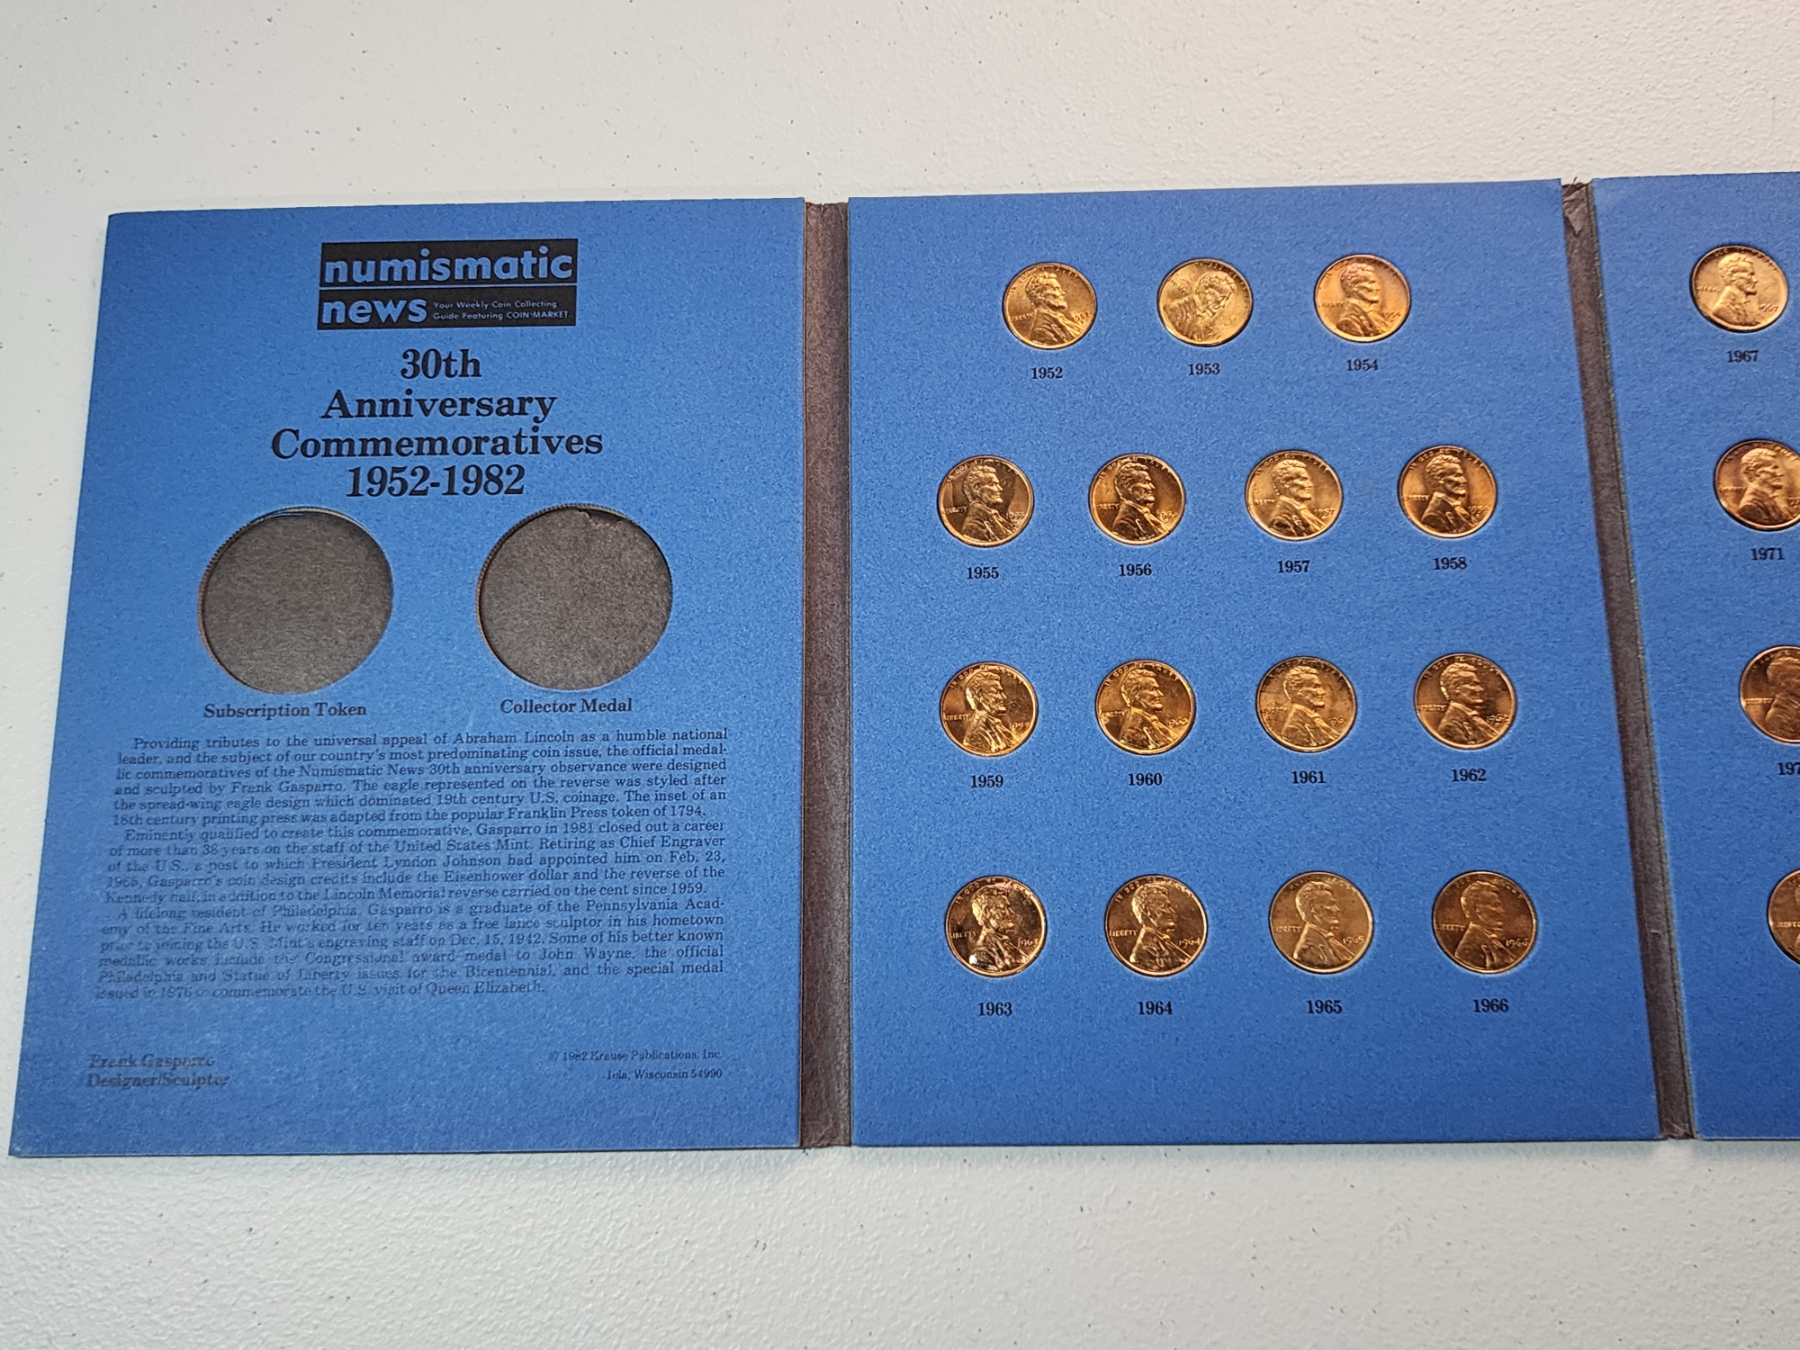 numismatic
news Your Weekly Coin Collecting
Guide Featuring COIN MARKET
30th
Anniversary
Commemoratives
1952-1982
Subscription Token
Collector Medal
Providing tributes to the universal appeal of Abraham Lincoln as a humble national
leader, and the subject of our country's most predominating coin issue, the official medal-
lic commemoratives of the Numismatic News 30th anniversary observance were designed
and sculpted by Frenk Gasparro. The eagle represented on the reverse was styled after
the spread-wing eagle design which dominated 19th century U.S. coinage. The inset of an
18th century printing press was adapted from the popular Franklin Press token of 1794.
Eminently qualified to create this commemorative, Gasparro in 1981 closed out a career
of more than 38 years on the staff of the United States Mint. Retiring as Chief Engraver
of the U.S., a post to which President Lyndon Johnson had appointed him on Feb. 23,
1965, Gasparro's coin design credits include the Eisenhower dollar and the reverse of the
Kennedy half, in addition to the Lincoln Memorial reverse carried on the cent since 1959.
A lifelong resident of Philadelphia, Gasparro is a graduate of the Pennsylvania Acad-
emy of the Fine Arts. He worked for ten years as a free lance sculptor in his hometown
prior to joining the U.S. Mint's engraving staff on Dec. 15, 1942. Some of his better known
medallic works include the Congressional award medal to John Wayne, the official
Philadelphia and Statue of Liberty issues for the Bicentennial, and the special medal
issued in 1976 to commemorate the U.S. visit of Queen Elizabeth.
Frenk Gasparro
Designer/Sculptor
© 1982 Krause Publications, Inc.
Iola, Wisconsin 54990
1952
1953
1954
1955
1956
1957
1958
1959
1960
1961
1962
1963
1964
1965
1966
1967
1971